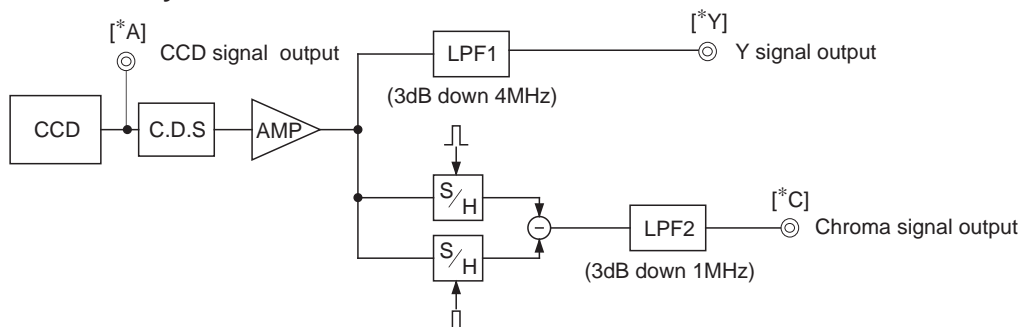 [*A]
CCD signal output
[*Y]
Y signal output
LPF1
(3dB down 4MHz)
CCD
C.D.S
AMP
S/H
S/H
LPF2
(3dB down 1MHz)
[*C]
Chroma signal output